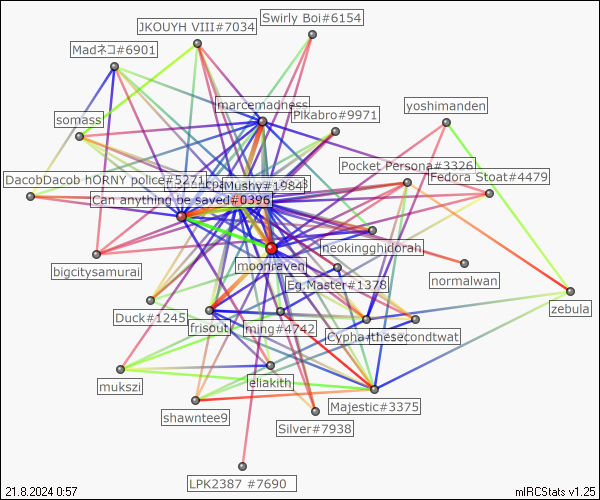 Swirly Boi#6154
JKOUYH VIII#7034
Madネコ#6901
marcemadness
yoshimanden
Pikabro#9971
somass
Pocket Persona#3326
Fedora Stoat#4479
DacobDacob HORNY police#5271
Mushy#1984
Can anything be saved#0396
neokingghidorah
moonraven
bigcitysamurai
normalwan
Eg.Master#1378
zebula
Duck#1245
frisout
ming#4742
Cypha
thesecondtwat
mukszi
eliakith
Majestic#3375
shawntee9
Silver#7938
LPK2387 #7690
21.8.2024 0:57
mIRCStats v1.25